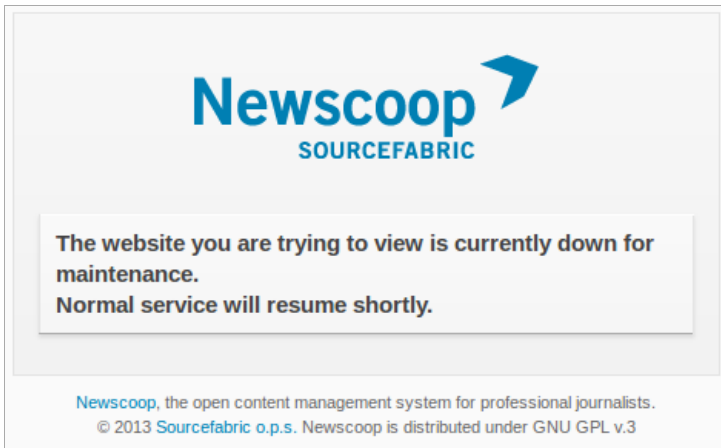 Newscoop
SOURCEFABRIC
The website you are trying to view is currently down for
maintenance.
Normal service will resume shortly.
Newscoop, the open content management system for professional journalists.
© 2013 Sourcefabric o.p.s. Newscoop is distributed under GNU GPL v.3